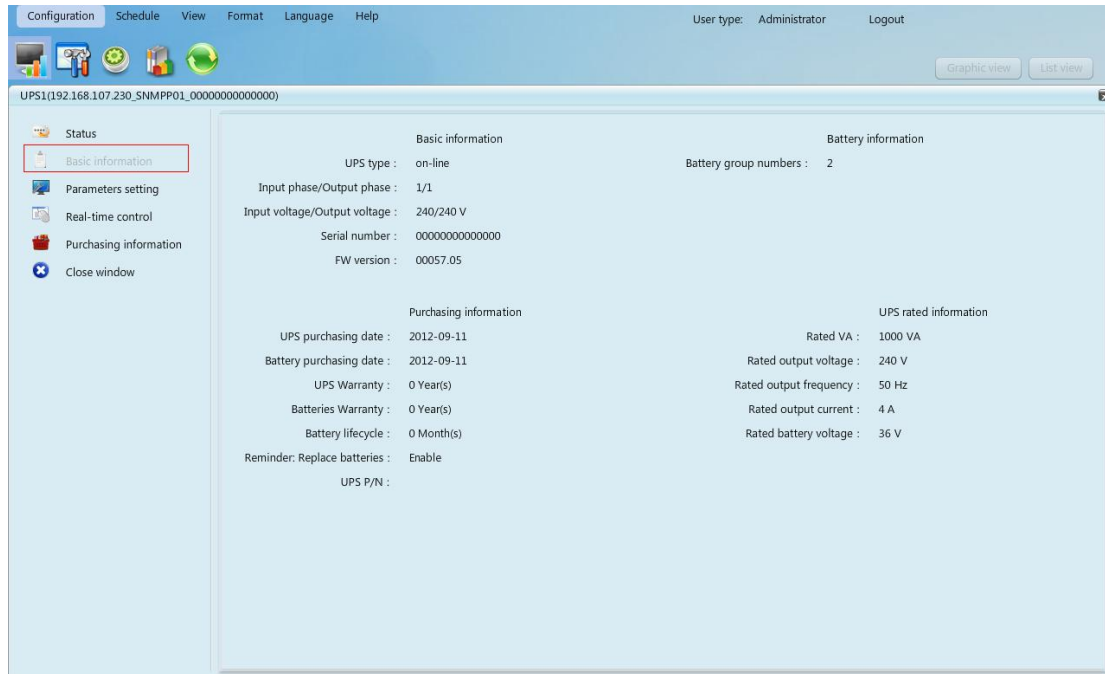 Configuration Schedule View Format Language Help User type: Administrator Logout
Graphic view List view
UPS1(192.168.107.230_SNMPP01_00000000000000)
Status
Basic information
Parameters setting
Real-time control
Purchasing information
Close window
Basic information
UPS type : on-line
Input phase/Output phase : 1/1
Input voltage/Output voltage : 240/240 V
Serial number : 00000000000000
FW version : 00057.05
Battery information
Battery group numbers : 2
Purchasing information
UPS purchasing date : 2012-09-11
Battery purchasing date : 2012-09-11
UPS Warranty : 0 Year(s)
Batteries Warranty : 0 Year(s)
Battery lifecycle : 0 Month(s)
Reminder: Replace batteries : Enable
UPS P/N :
UPS rated information
Rated VA : 1000 VA
Rated output voltage : 240 V
Rated output frequency : 50 Hz
Rated output current : 4 A
Rated battery voltage : 36 V